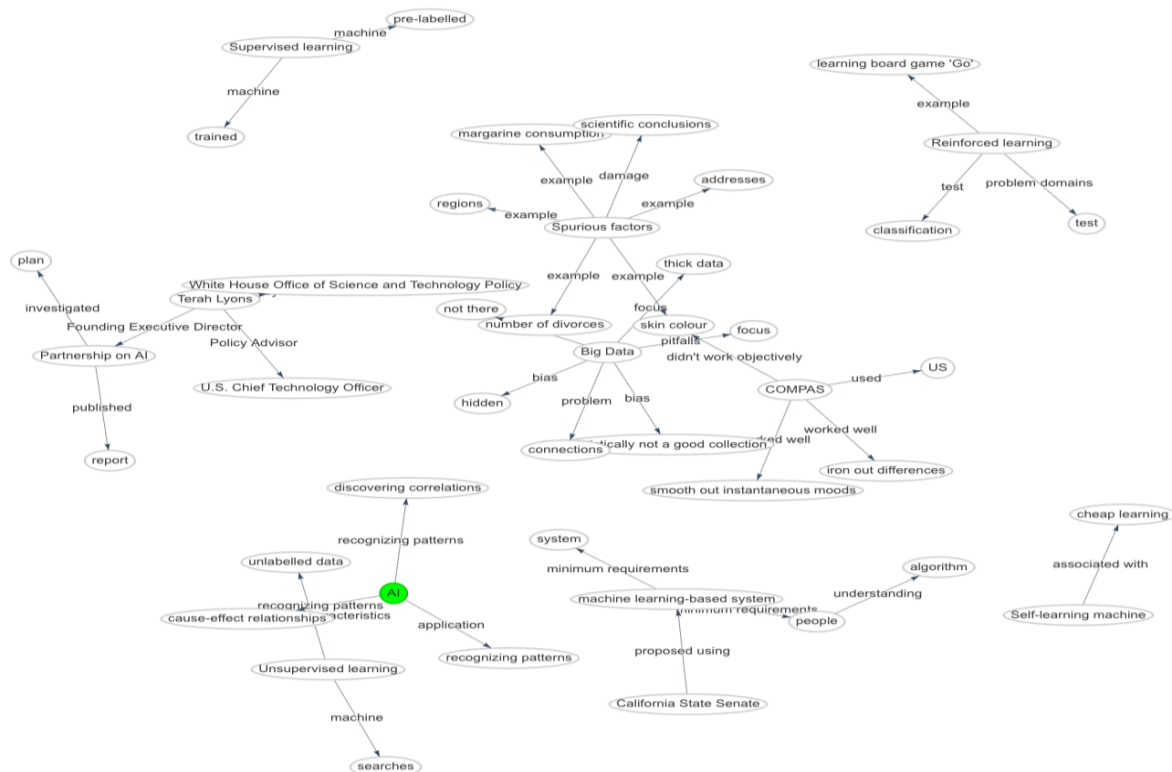 pre-labelled
machine
Supervised learning
machine
trained
learning board game 'Go'
example
Reinforced learning
test
problem domains
classification
test
scientific conclusions
margarine consumption
example
damage
addresses
regions
example
example
Spurious factors
example
example
thick data
focus
not there
number of divorces
skin colour
focus
pitfalls
Big Data
didn't work objectively
bias
hidden
problem
bias
connections
not a good collection
COMPAS
used
US
worked well
well
iron out differences
smooth out instantaneous moods
plan
investigated
White House Office of Science and Technology Policy
Terah Lyons
Founding Executive Director
Partnership on AI
Policy Advisor
U.S. Chief Technology Officer
published
report
discovering correlations
recognizing patterns
unlabelled data
AI
recognizing patterns
cause-effect relationships
application
recognizing patterns
Unsupervised learning
machine
searches
system
minimum requirements
machine learning-based system
minimum requirements
people
understanding
algorithm
proposed using
California State Senate
cheap learning
associated with
Self-learning machine